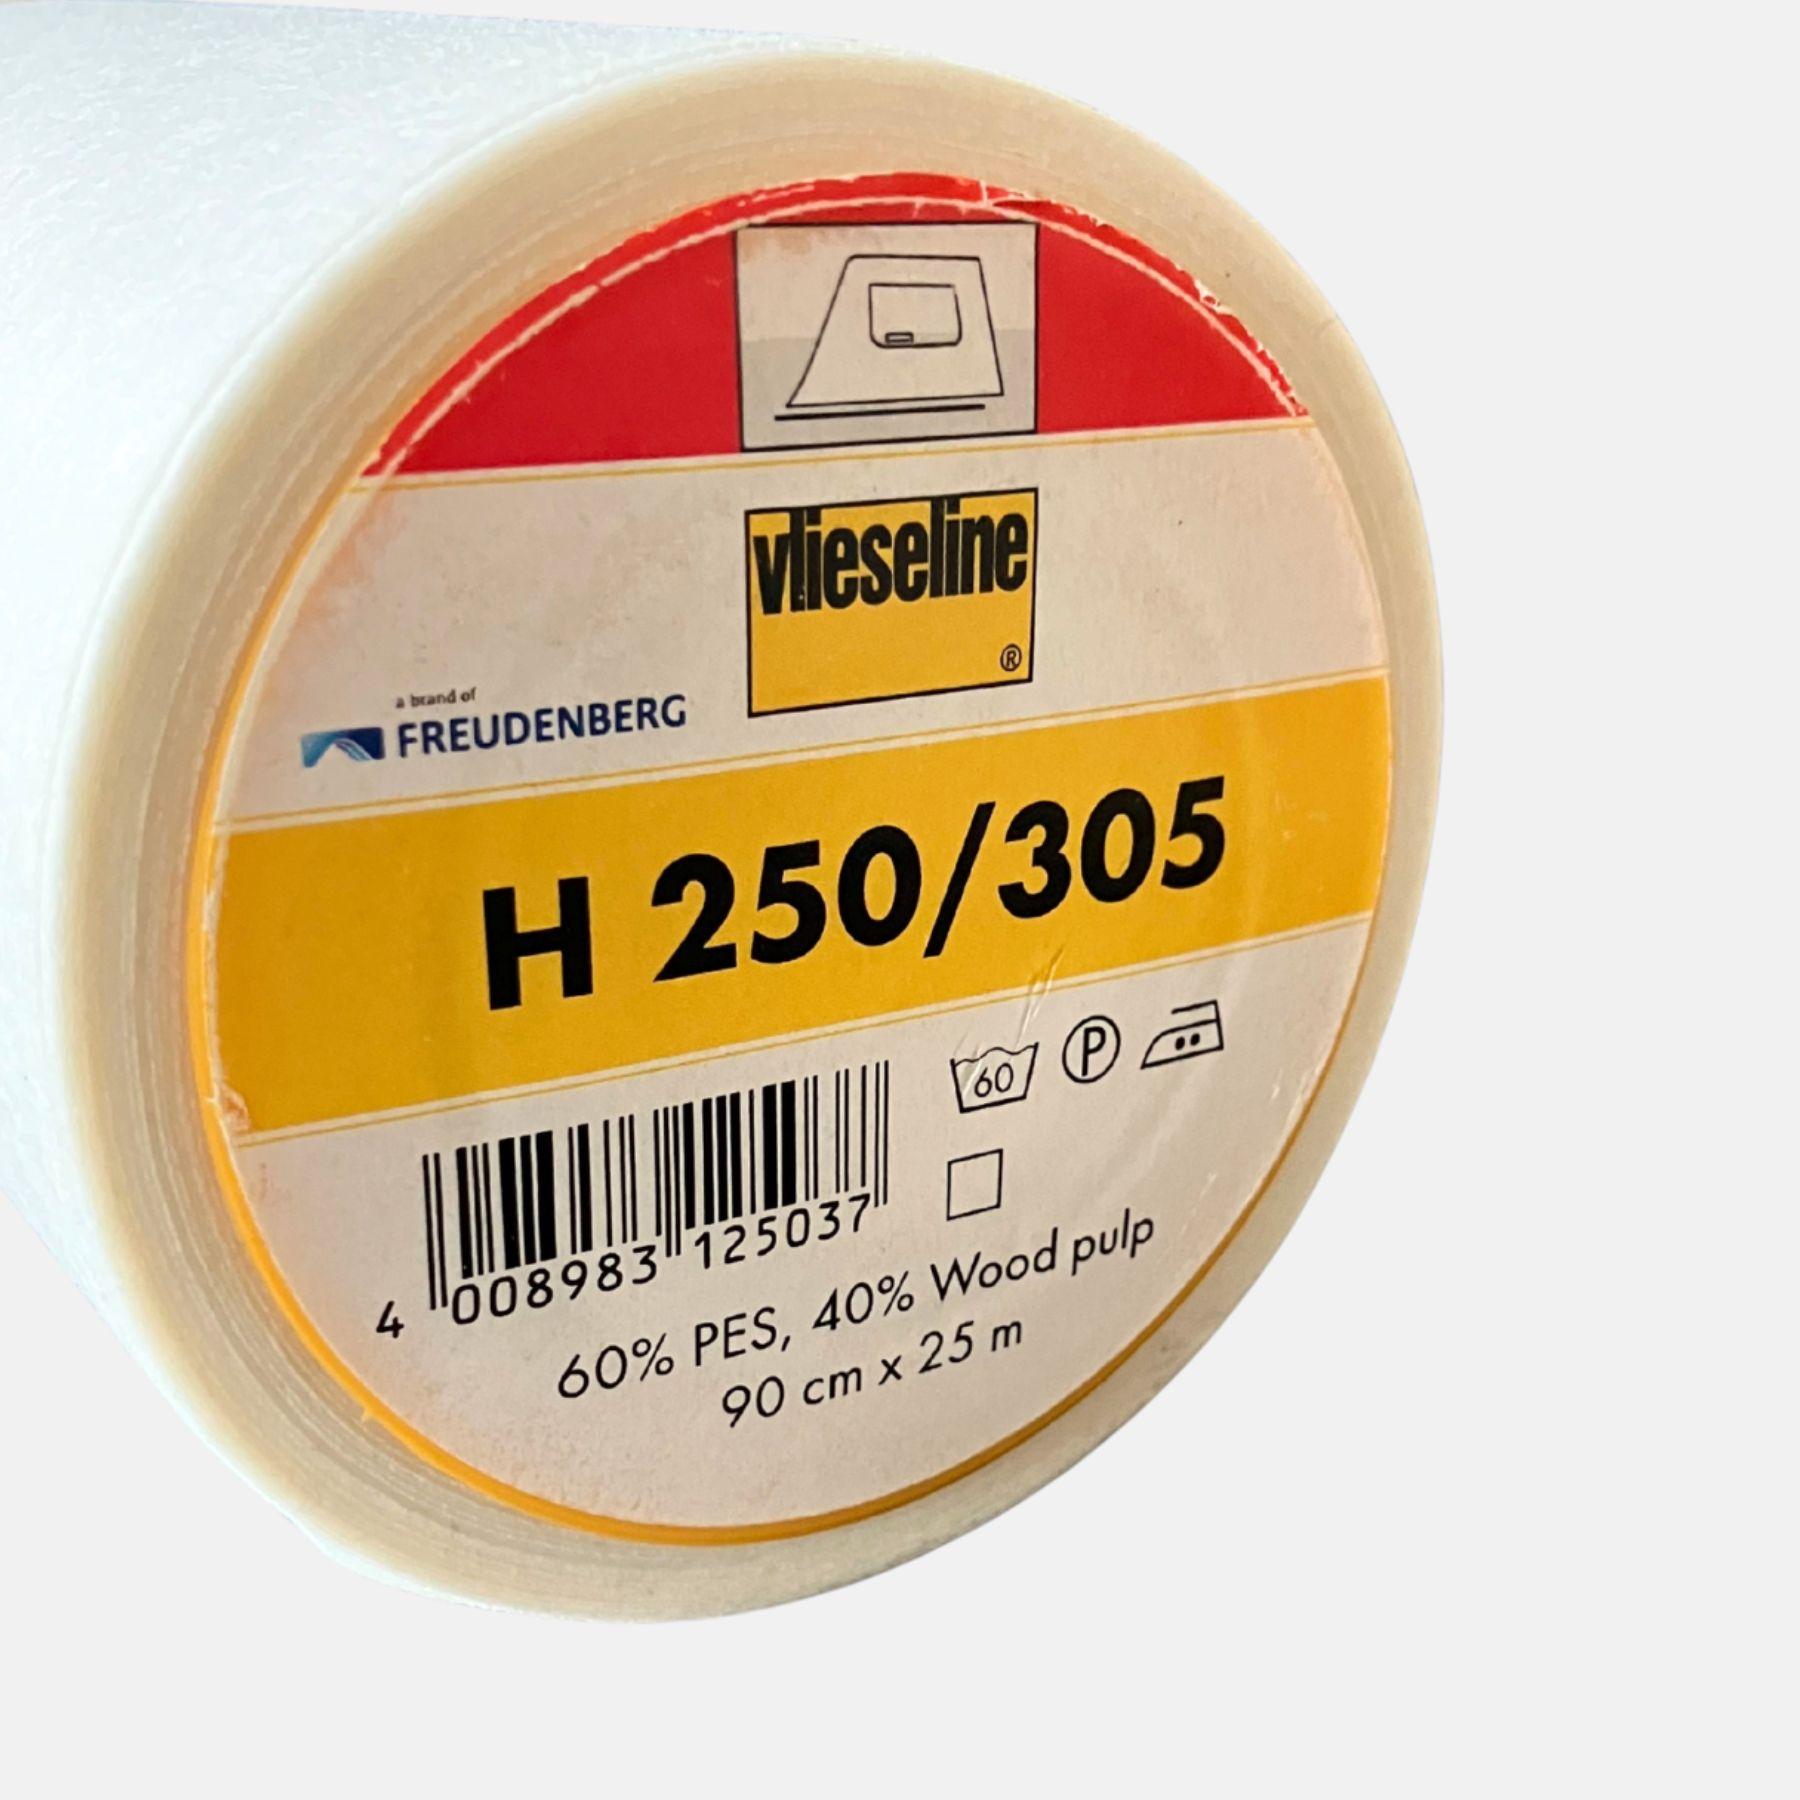 vlieseline
®
a brand of
FREUDENBERG
H 250/305
60 P
4 008983 125037
60% PES, 40% Wood pulp
90 cm x 25 m